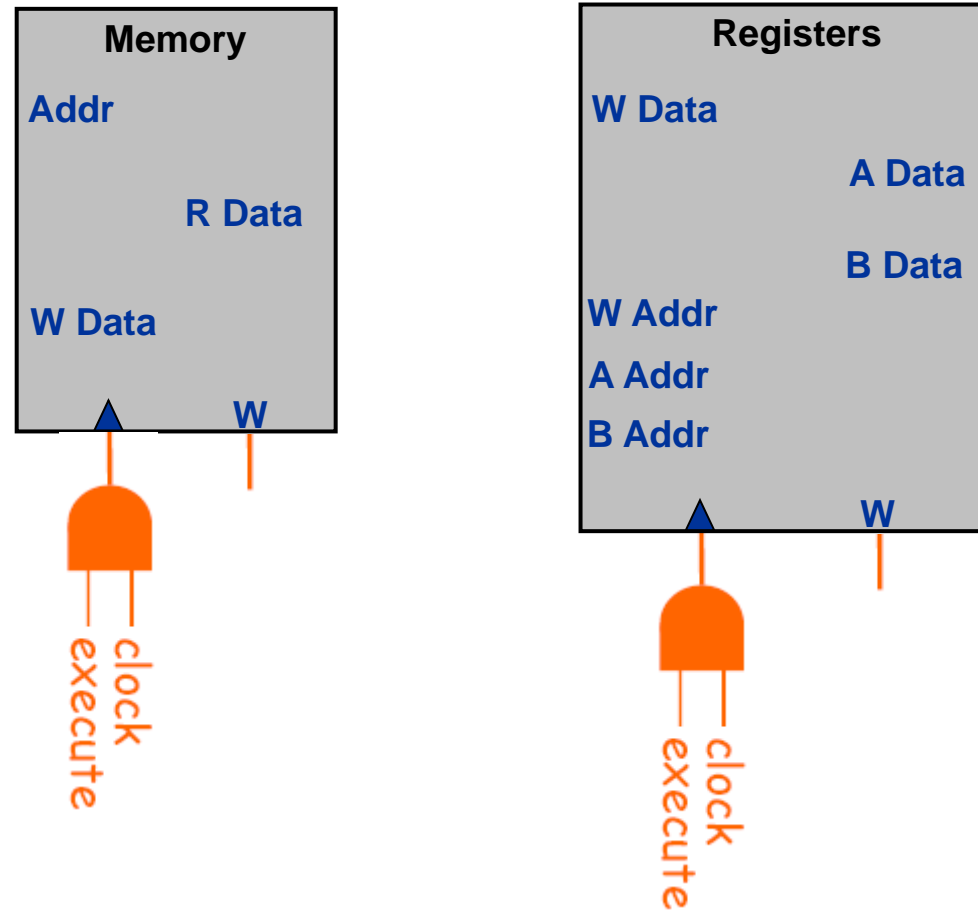 Memory
Addr
R Data
W Data
W
execute
clock
Registers
W Data
A Data
B Data
W Addr
A Addr
B Addr
W
execute
clock